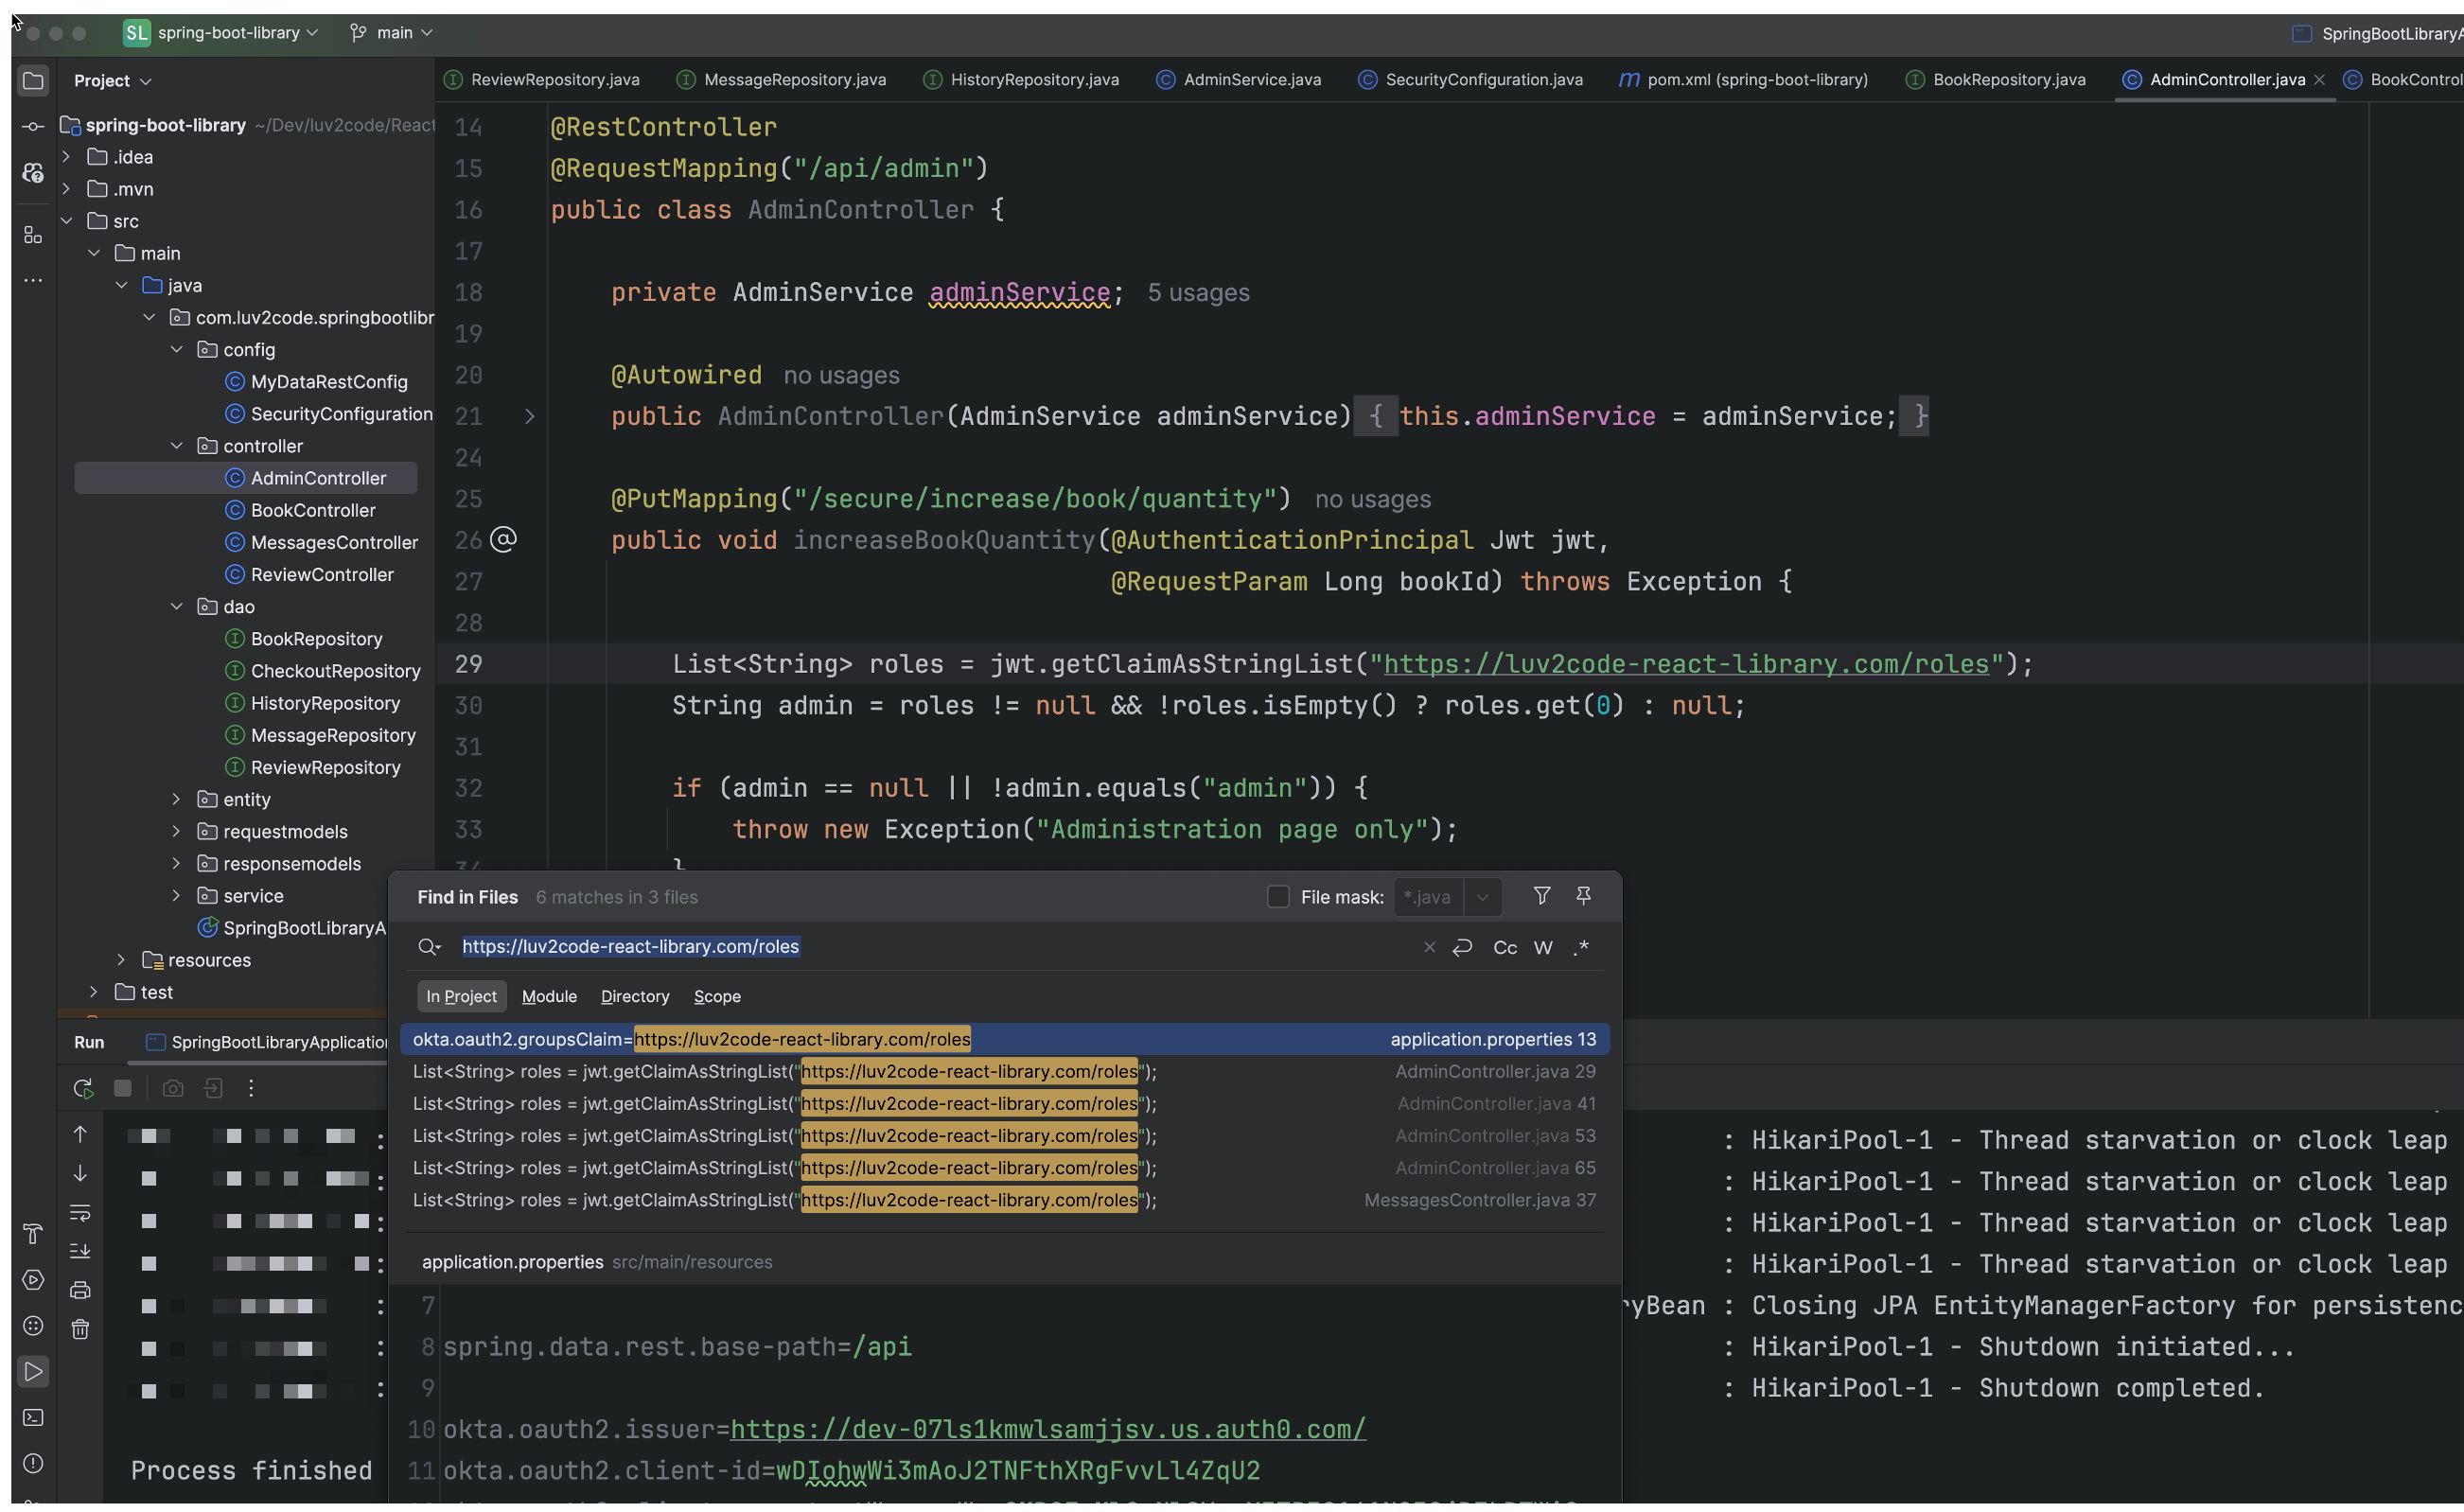 SL spring-boot-library main SpringBootLibraryA
Project
ReviewRepository.java MessageRepository.java HistoryRepository.java AdminService.java SecurityConfiguration.java pom.xml (spring-boot-library) BookRepository.java AdminController.java BookControl
spring-boot-library ~/Dev/luv2code/React
.idea
.mvn
src
main
java
com.luv2code.springbootlibr
config
MyDataRestConfig
SecurityConfiguration
controller
AdminController
BookController
MessagesController
ReviewController
dao
BookRepository
CheckoutRepository
HistoryRepository
MessageRepository
ReviewRepository
entity
requestmodels
responsemodels
service
SpringBootLibraryA
resources
test
14 @RestController
15 @RequestMapping("/api/admin")
16 public class AdminController {
17
18 private AdminService adminService; 5 usages
19
20 @Autowired no usages
21 public AdminController(AdminService adminService) { this.adminService = adminService; }
24
25 @PutMapping("/secure/increase/book/quantity") no usages
26 public void increaseBookQuantity(@AuthenticationPrincipal Jwt jwt,
27 @RequestParam Long bookId) throws Exception {
28
29 List<String> roles = jwt.getClaimAsStringList("https://luv2code-react-library.com/roles");
30 String admin = roles != null && !roles.isEmpty() ? roles.get(0) : null;
31
32 if (admin == null || !admin.equals("admin")) {
33 throw new Exception("Administration page only");
34 }
Find in Files 6 matches in 3 files File mask: *.java
https://luv2code-react-library.com/roles Cc W .*
In Project Module Directory Scope
okta.oauth2.groupsClaim=https://luv2code-react-library.com/roles application.properties 13
List<String> roles = jwt.getClaimAsStringList("https://luv2code-react-library.com/roles"); AdminController.java 29
List<String> roles = jwt.getClaimAsStringList("https://luv2code-react-library.com/roles"); AdminController.java 41
List<String> roles = jwt.getClaimAsStringList("https://luv2code-react-library.com/roles"); AdminController.java 53
List<String> roles = jwt.getClaimAsStringList("https://luv2code-react-library.com/roles"); AdminController.java 65
List<String> roles = jwt.getClaimAsStringList("https://luv2code-react-library.com/roles"); MessagesController.java 37
application.properties src/main/resources
7
8 spring.data.rest.base-path=/api
9
10 okta.oauth2.issuer=https://dev-07ls1kmwlsamjjsv.us.auth0.com/
11 okta.oauth2.client-id=wDIohwWi3mAoJ2TNFthXRgFvvLl4ZqU2
Run SpringBootLibraryApplication
: HikariPool-1 - Thread starvation or clock leap
: HikariPool-1 - Thread starvation or clock leap
: HikariPool-1 - Thread starvation or clock leap
: HikariPool-1 - Thread starvation or clock leap
ryBean : Closing JPA EntityManagerFactory for persistenc
: HikariPool-1 - Shutdown initiated...
: HikariPool-1 - Shutdown completed.
Process finished